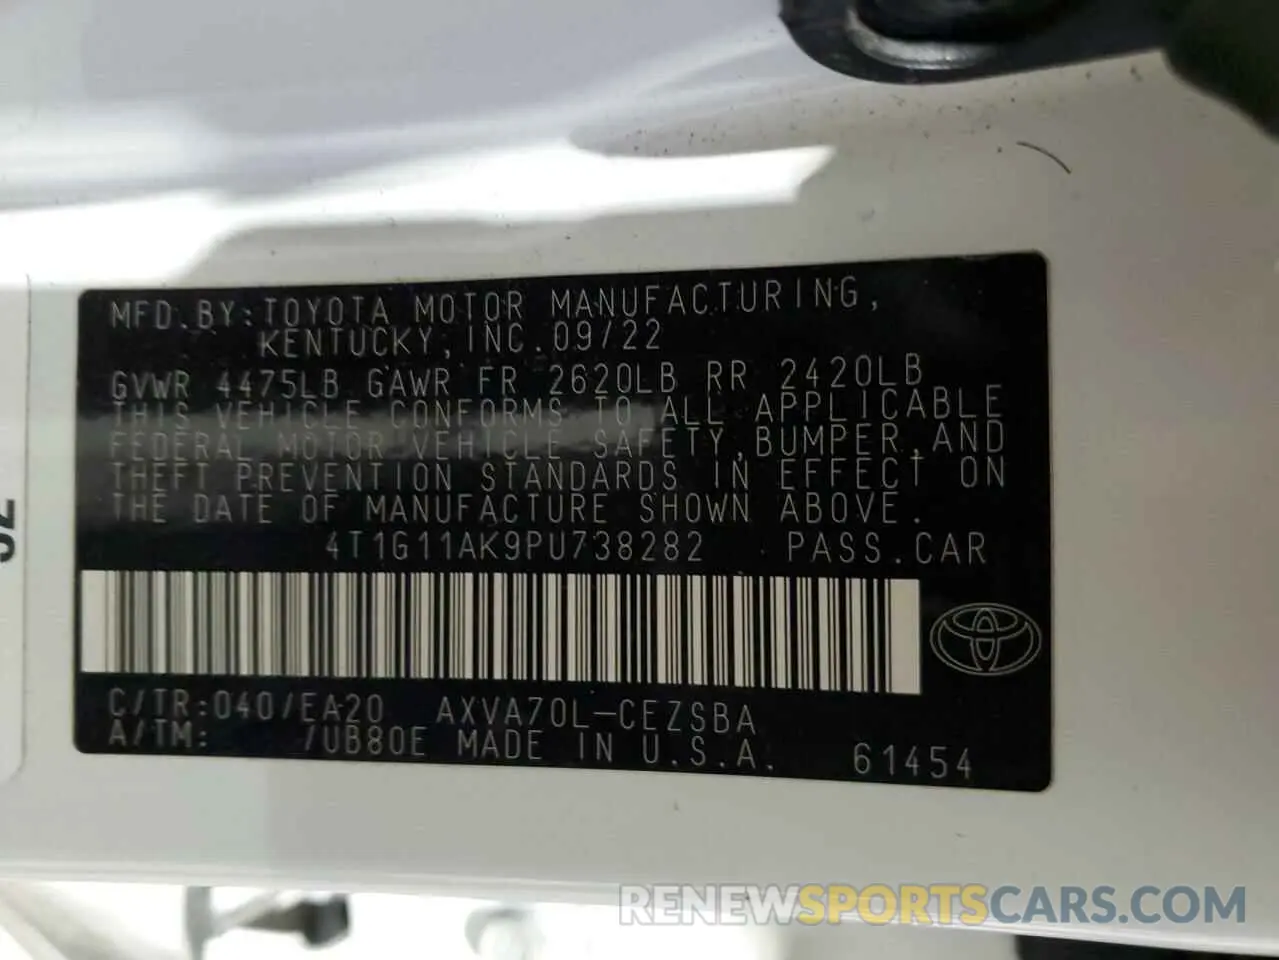 MFD.BY:TOYOTA MOTOR MANUFACTURING,
KENTUCKY,INC.09/22
GVWR 4475LB GAWR FR 2620LB RR 2420LB
THIS VEHICLE CONFORMS TO ALL APPLICABLE
FEDERAL MOTOR VEHICLE SAFETY,BUMPER,AND
THEFT PREVENTION STANDARDS IN EFFECT ON
THE DATE OF MANUFACTURE SHOWN ABOVE.
4T1G11AK9PU738282 PASS.CAR
C/TR:040/EA20 AXVA70L-CEZSBA
A/TM: /UB80E MADE IN U.S.A. 61454
RENEWSPORTSCARS.COM